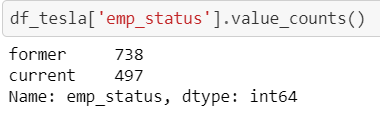 df_tesla['emp_status'].value_counts()
former     738
current    497
Name: emp_status, dtype: int64